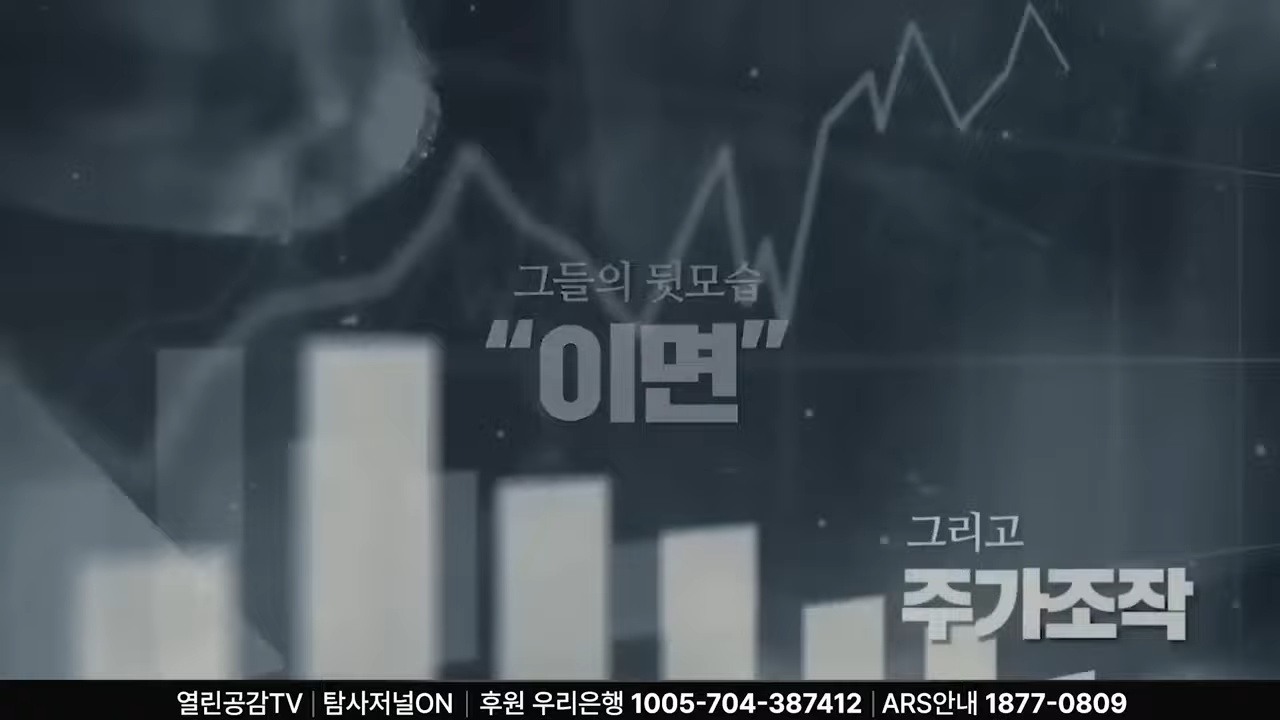 그들의 뒷모습
“이면”
그리고
주가조작
열린공감TV | 탐사저널ON | 후원 우리은행 1005-704-387412 | ARS안내 1877-0809